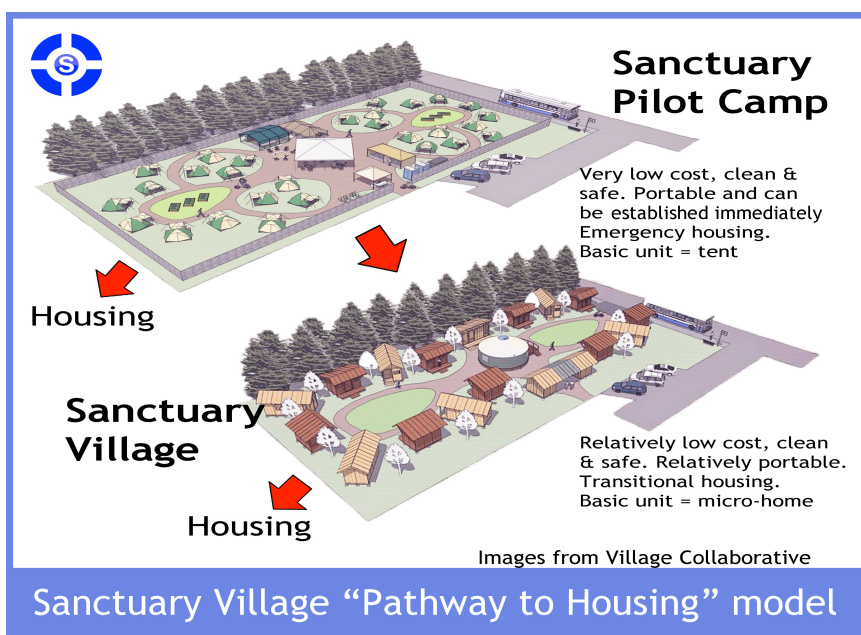 S
Sanctuary
Pilot Camp
Very low cost, clean &
safe. Portable and can
be established immediately
Emergency housing.
Basic unit = tent
Housing
Sanctuary
Village
Relatively low cost, clean
& safe. Relatively portable.
Transitional housing.
Basic unit = micro-home
Housing
Images from Village Collaborative
Sanctuary Village “Pathway to Housing” model